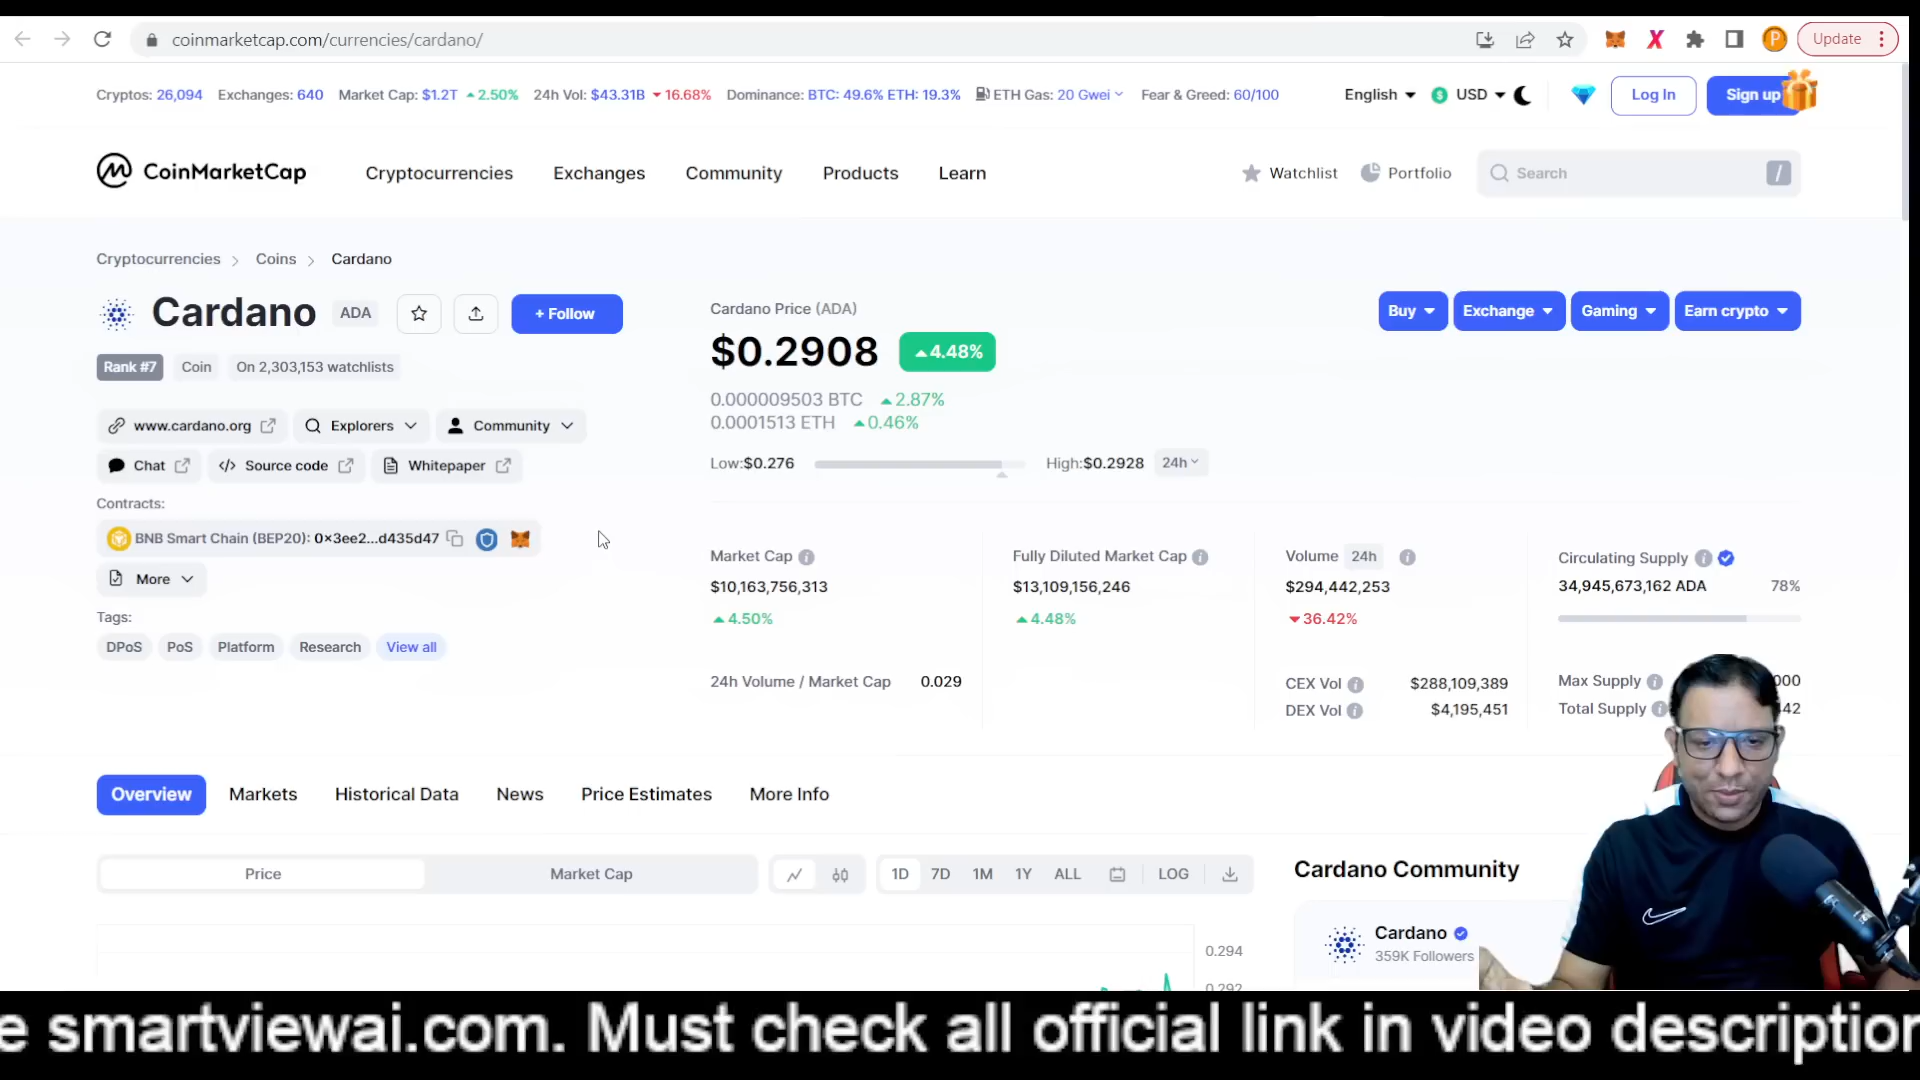 coinmarketcap.com/currencies/cardano/
P
Update
Cryptos: 26,094 Exchanges: 640 Market Cap: $1.2T 2.50% 24h Vol: $43.31B 16.68% Dominance: BTC: 49.6% ETH: 19.3% ETH Gas: 20 Gwei Fear & Greed: 60/100
English $ USD Log In Sign up
CoinMarketCap Cryptocurrencies Exchanges Community Products Learn
Watchlist Portfolio Search /
Cryptocurrencies > Coins > Cardano
Cardano ADA + Follow
Rank #7 Coin On 2,303,153 watchlists
www.cardano.org Explorers Community
Chat </> Source code Whitepaper
Contracts:
BNB Smart Chain (BEP20): 0x3ee2...d435d47
More
Tags:
DPoS PoS Platform Research View all
Cardano Price (ADA)
$0.2908 4.48%
0.000009503 BTC 2.87%
0.0001513 ETH 0.46%
Low:$0.276 High:$0.2928 24h
Buy Exchange Gaming Earn crypto
Market Cap
$10,163,756,313
4.50%
24h Volume / Market Cap 0.029
Fully Diluted Market Cap
$13,109,156,246
4.48%
Volume 24h
$294,442,253
36.42%
CEX Vol $288,109,389
DEX Vol $4,195,451
Circulating Supply
34,945,673,162 ADA 78%
Max Supply 000
Total Supply 42
Overview Markets Historical Data News Price Estimates More Info
Price Market Cap 1D 7D 1M 1Y ALL LOG
0.294
0.292
Cardano Community
Cardano
359K Followers
e smartviewai.com. Must check all official link in video description